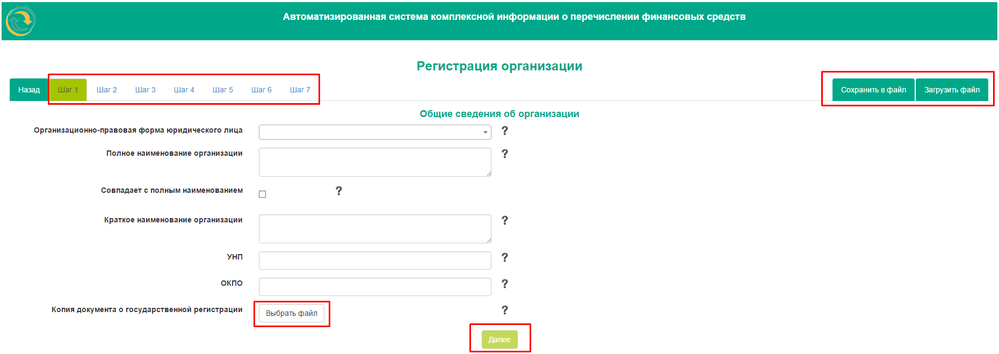 Автоматизированная система комплексной информации о перечислении финансовых средств
Регистрация организации
Назад Шаг 1 Шаг 2 Шаг 3 Шаг 4 Шаг 5 Шаг 6 Шаг 7 Сохранить в файл Загрузить файл
Общие сведения об организации
Организационно-правовая форма юридического лица ?
Полное наименование организации ?
Совпадает с полным наименованием ?
Краткое наименование организации ?
УНП ?
ОКПО ?
Копия документа о государственной регистрации Выбрать файл ?
Далее